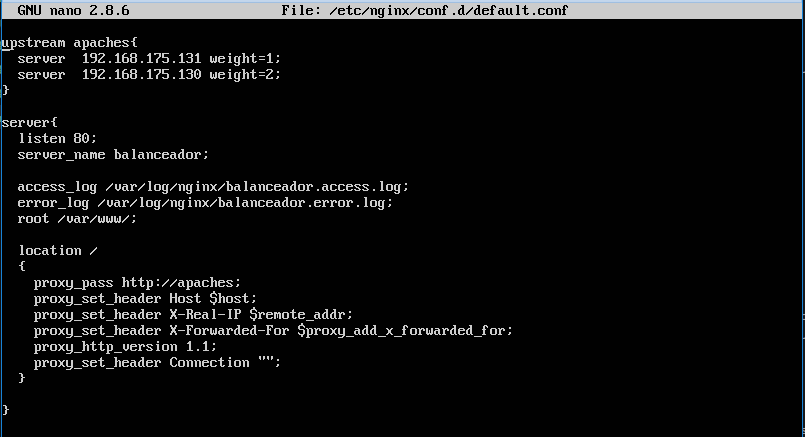 GNU nano 2.8.6 File: /etc/nginx/conf.d/default.conf
upstream apaches{
server  192.168.175.131 weight=1;
server  192.168.175.130 weight=2;
}
server{
listen 80;
server_name balanceador;
access_log /var/log/nginx/balanceador.access.log;
error_log /var/log/nginx/balanceador.error.log;
root /var/www/;
location /
{
proxy_pass http://apaches;
proxy_set_header Host $host;
proxy_set_header X-Real-IP $remote_addr;
proxy_set_header X-Forwarded-For $proxy_add_x_forwarded_for;
proxy_http_version 1.1;
proxy_set_header Connection "";
}
}